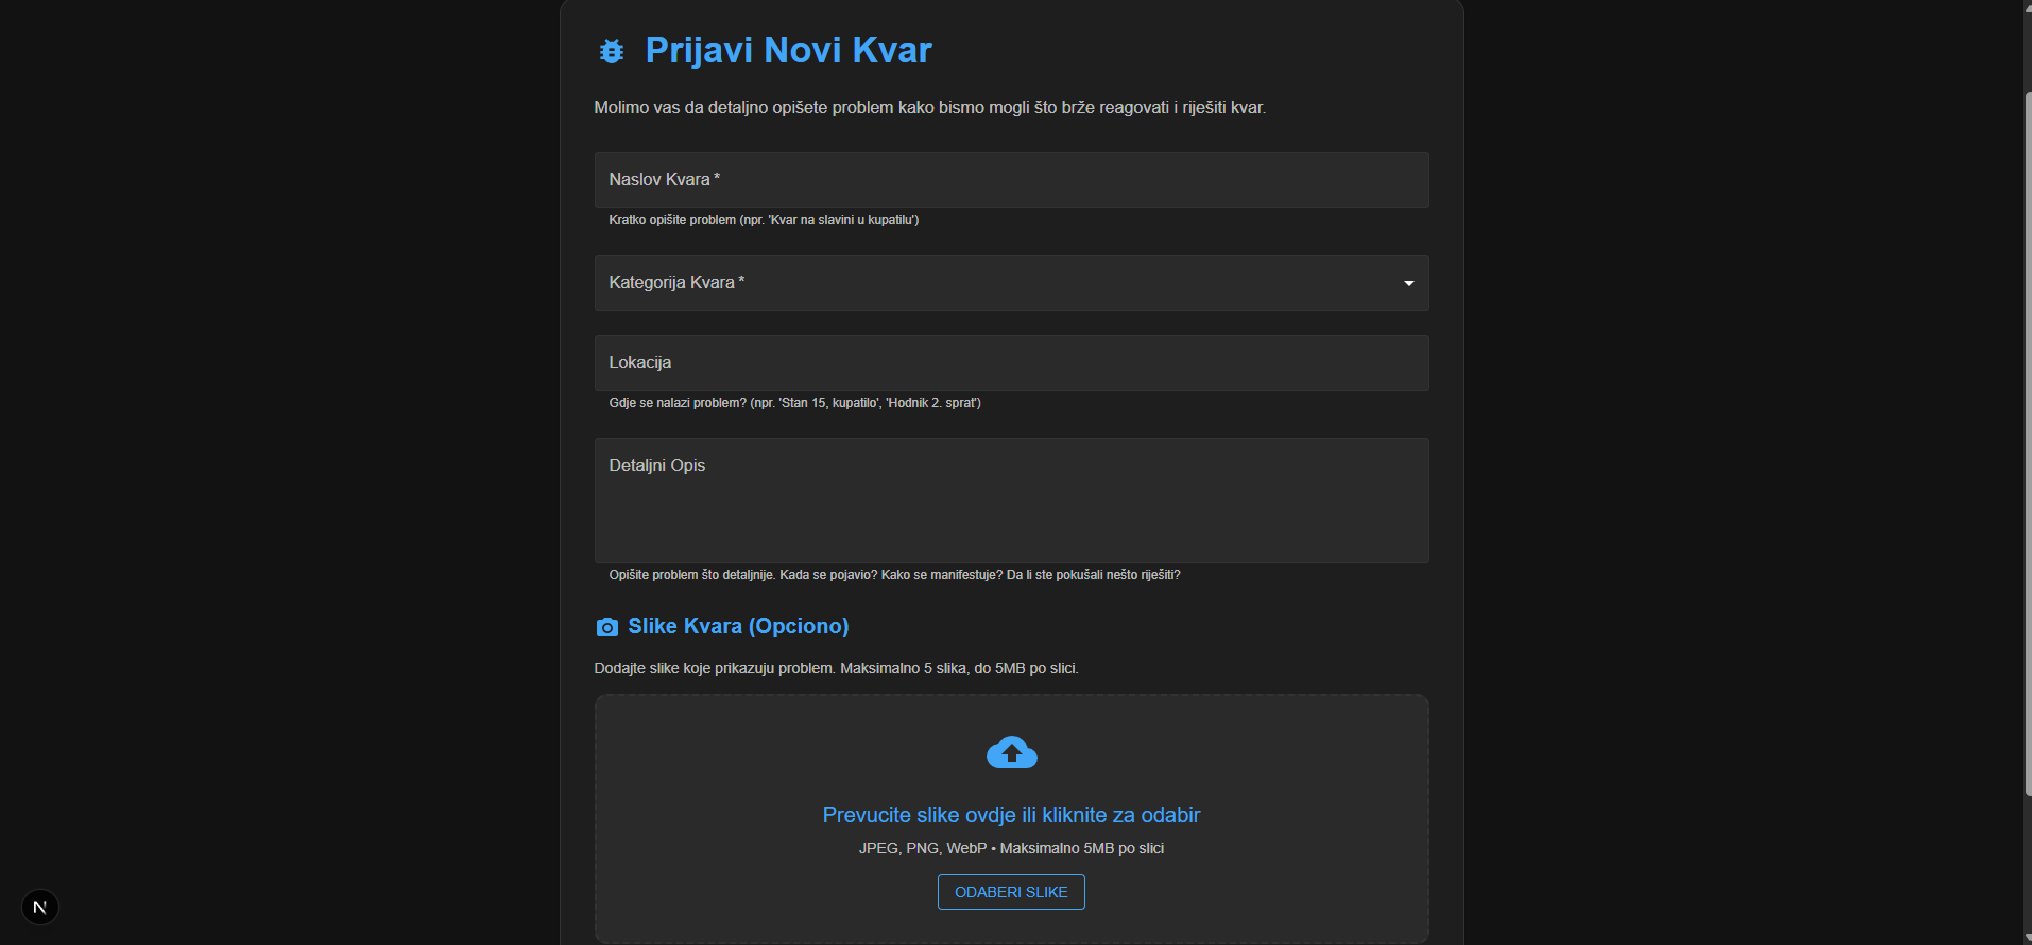 Prijavi Novi Kvar
Molimo vas da detaljno opišete problem kako bismo mogli što brže reagovati i riješiti kvar.
Naslov Kvara *
Kratko opišite problem (npr. 'Kvar na slavini u kupatilu')
Kategorija Kvara *
Lokacija
Gdje se nalazi problem? (npr. 'Stan 15, kupatilo', 'Hodnik 2. sprat')
Detaljni Opis
Opišite problem što detaljnije. Kada se pojavio? Kako se manifestuje? Da li ste pokušali nešto riješiti?
Slike Kvara (Opciono)
Dodajte slike koje prikazuju problem. Maksimalno 5 slika, do 5MB po slici.
Prevucite slike ovdje ili kliknite za odabir
JPEG, PNG, WebP • Maksimalno 5MB po slici
ODABERI SLIKE
N